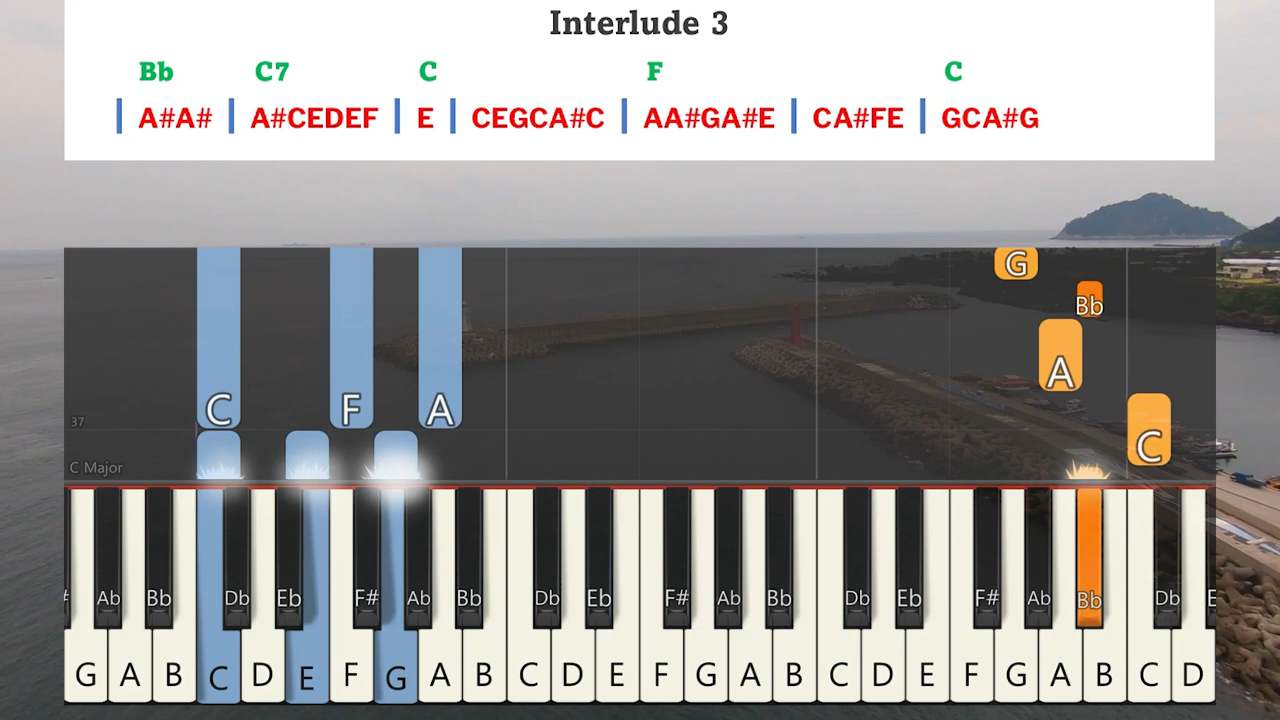 Interlude 3
Bb C7 C F C
| A#A# | A#CEDEF | E | CEGCA#C | AA#GA#E | CA#FE | GCA#G
G
Bb
A
C F A C
37
C Major
Ab Bb Db Eb F# Ab Bb Db Eb F# Ab Bb Db Eb F# Ab Bb Db
G A B C D E F G A B C D E F G A B C D E F G A B C D